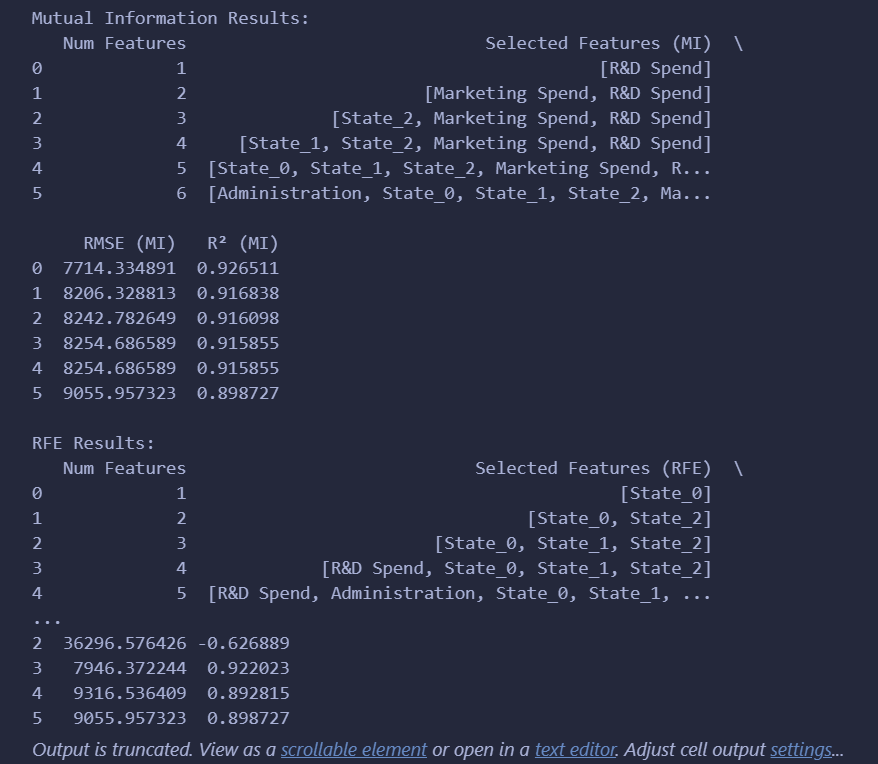 Mutual Information Results:
Num Features Selected Features (MI) \
0 1 [R&D Spend]
1 2 [Marketing Spend, R&D Spend]
2 3 [State_2, Marketing Spend, R&D Spend]
3 4 [State_1, State_2, Marketing Spend, R&D Spend]
4 5 [State_0, State_1, State_2, Marketing Spend, R...
5 6 [Administration, State_0, State_1, State_2, Ma...
RMSE (MI) R² (MI)
0 7714.334891 0.926511
1 8206.328813 0.916838
2 8242.782649 0.916098
3 8254.686589 0.915855
4 8254.686589 0.915855
5 9055.957323 0.898727
RFE Results:
Num Features Selected Features (RFE) \
0 1 [State_0]
1 2 [State_0, State_2]
2 3 [State_0, State_1, State_2]
3 4 [R&D Spend, State_0, State_1, State_2]
4 5 [R&D Spend, Administration, State_0, State_1, ...
...
2 36296.576426 -0.626889
3 7946.372244 0.922023
4 9316.536409 0.892815
5 9055.957323 0.898727
Output is truncated. View as a scrollable element or open in a text editor. Adjust cell output settings...